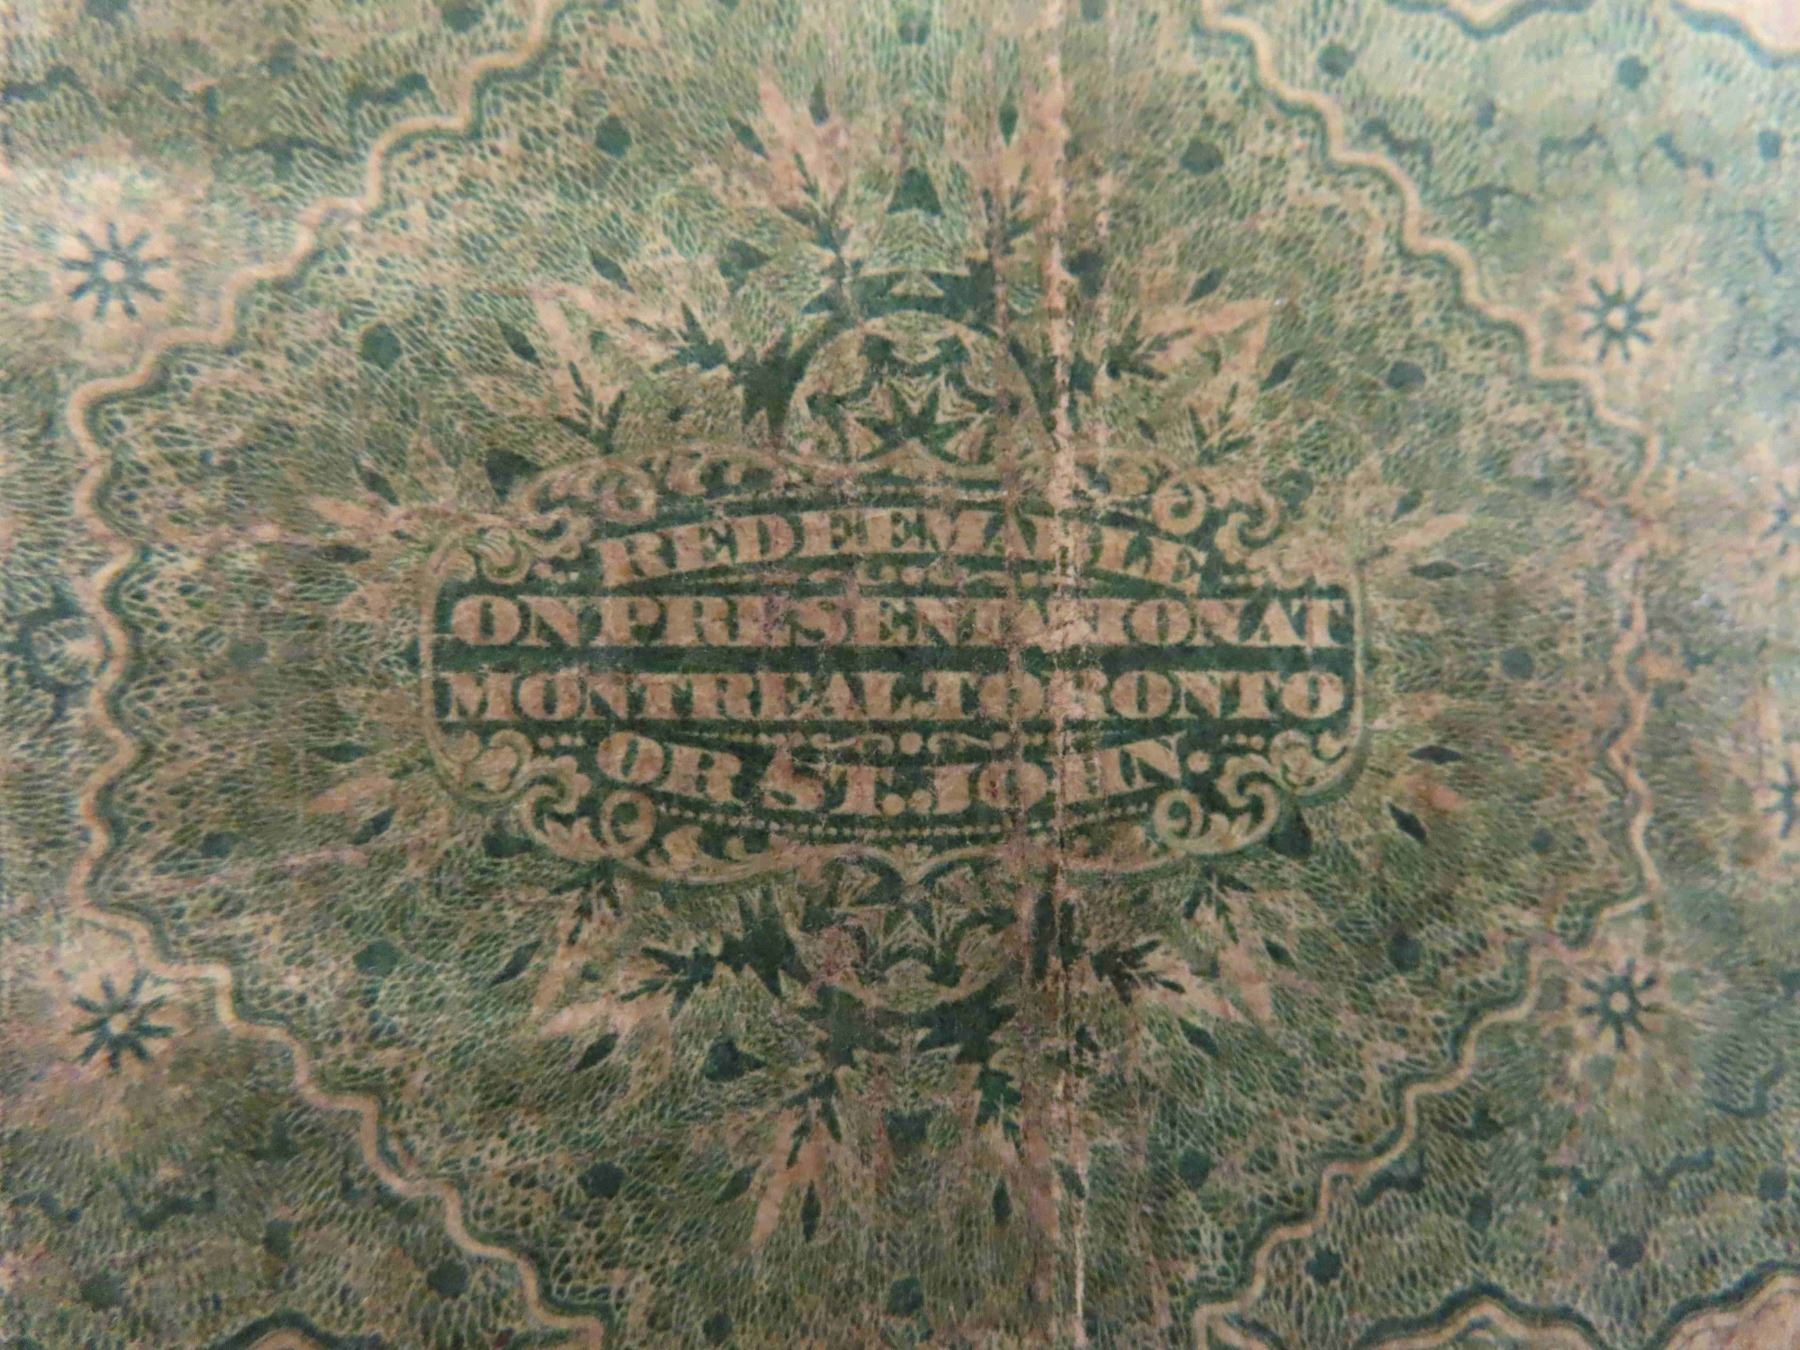 REDEEMABLE
ON PRESENTATION AT
MONTREAL.TORONTO
OR ST. JOHN.